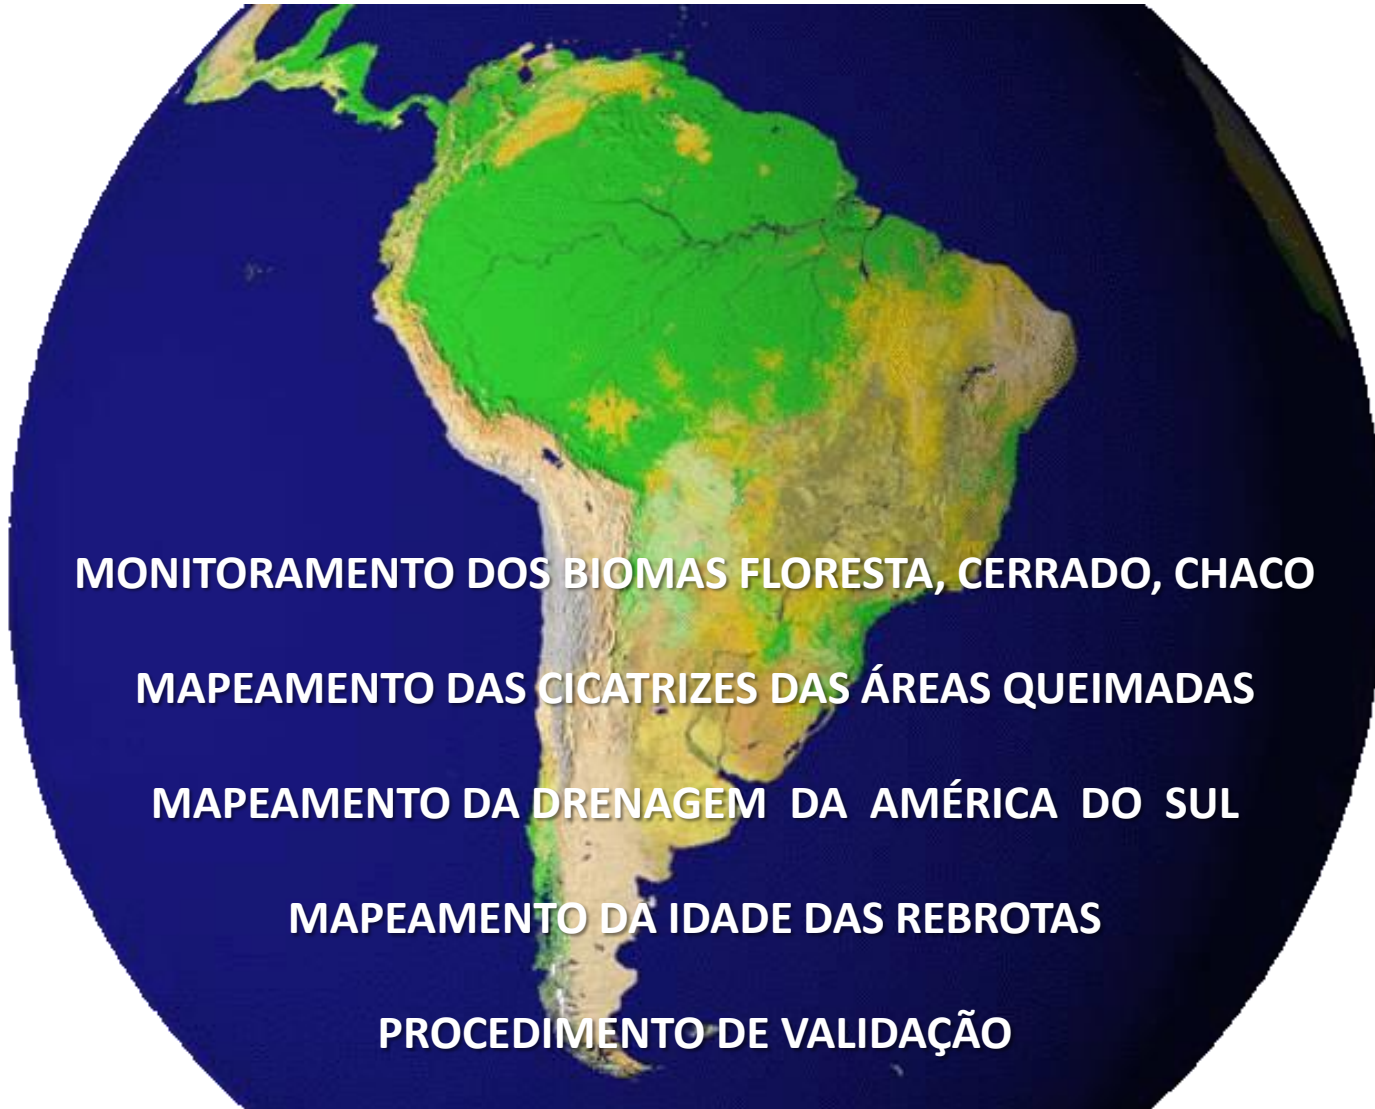 MONITORAMENTO DOS BIOMAS FLORESTA, CERRADO, CHACO
MAPEAMENTO DAS CICATRIZES DAS ÁREAS QUEIMADAS
MAPEAMENTO DA DRENAGEM DA AMÉRICA DO SUL
MAPEAMENTO DA IDADE DAS REBROTAS
PROCEDIMENTO DE VALIDAÇÃO